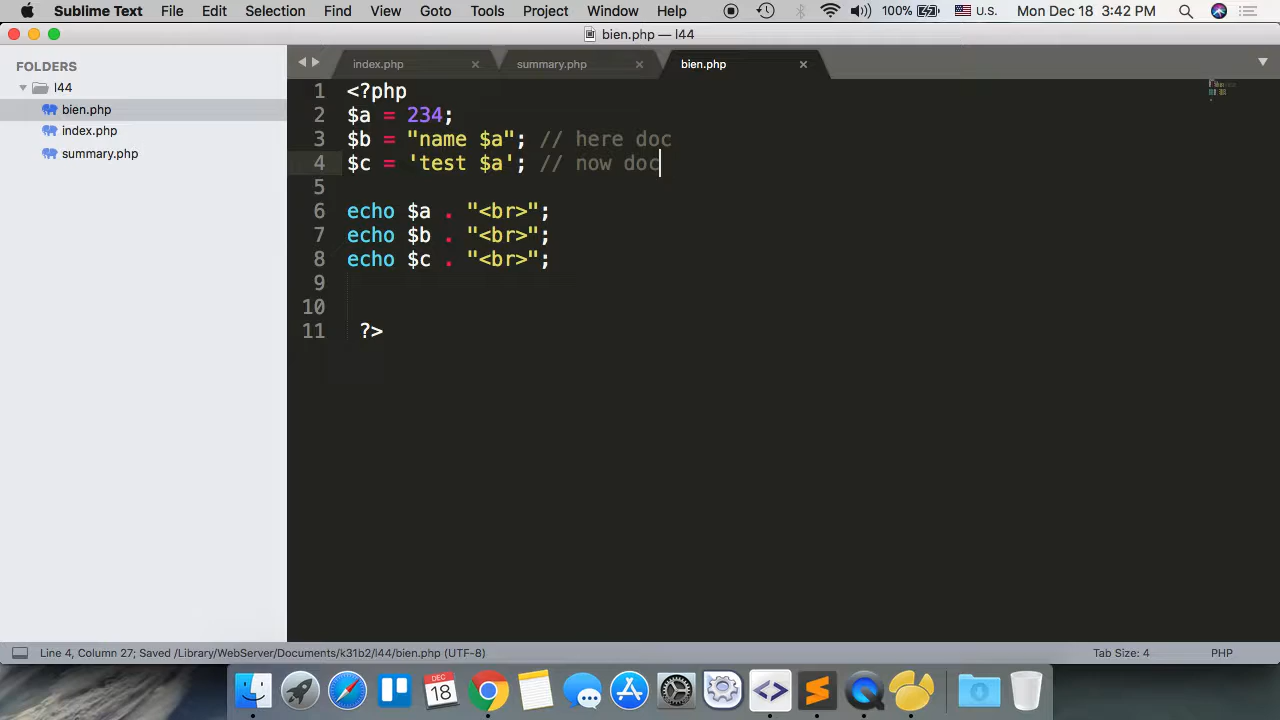 Sublime Text File Edit Selection Find View Goto Tools Project Window Help 100% U.S. Mon Dec 18 3:42 PM
bien.php — l44
FOLDERS
l44
bien.php
index.php
summary.php
index.php summary.php bien.php
1 <?php
2 $a = 234;
3 $b = "name $a"; // here doc
4 $c = 'test $a'; // now doc
5
6 echo $a . "<br>";
7 echo $b . "<br>";
8 echo $c . "<br>";
9
10
11 ?>
Line 4, Column 27; Saved /Library/WebServer/Documents/k31b2/l44/bien.php (UTF-8) Tab Size: 4 PHP
DEC
18